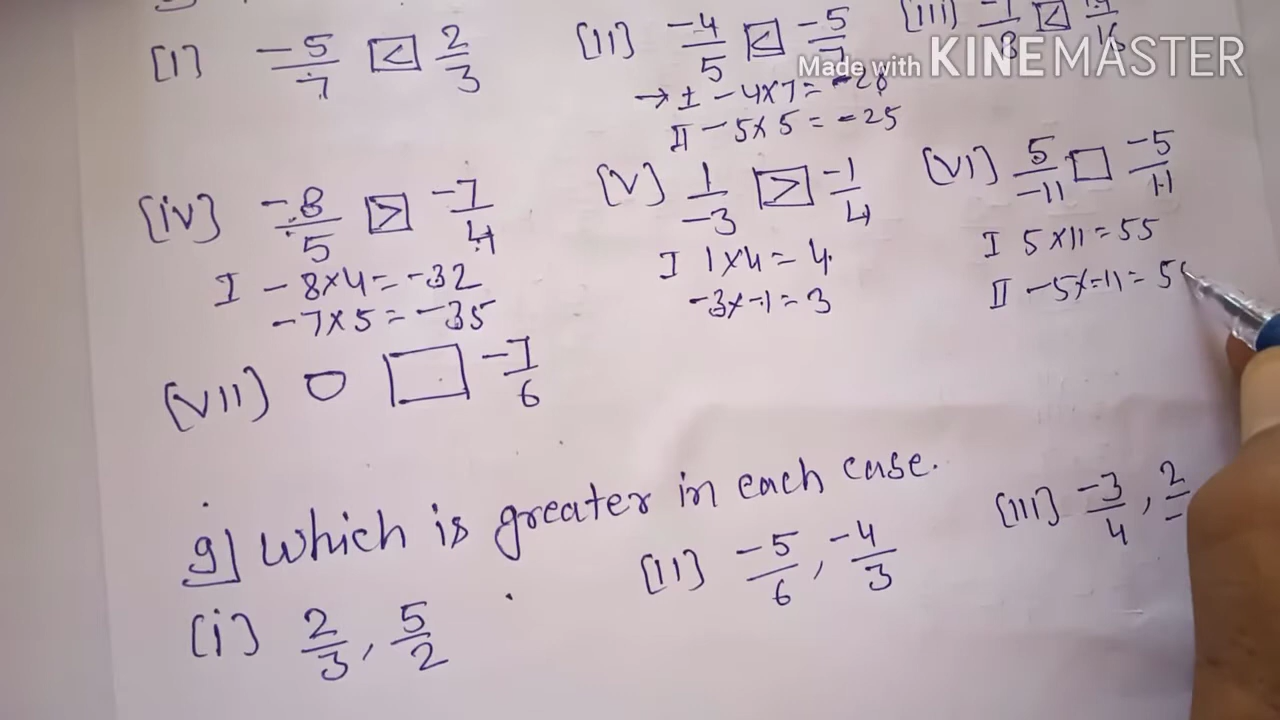 [i] -5/7 [<] 2/3 [ii] -4/5 [<] -5/7 [iii]
Made with KINEMASTER
→ I -4×7 = -28
II -5×5 = -25
[iv] -8/5 [>] -7/4 [v] 1/-3 [>] -1/4 [vi] 5/-11 □ -5/11
I -8×4 = -32 I 1×4 = 4 I 5×11 = 55
-7×5 = -35 -3×-1 = 3 II -5×-11 = 5
[vii] 0 □ -7/6
9] Which is greater in each case.
[i] 2/3, 5/2 [ii] -5/6, -4/3 [iii] -3/4, 2